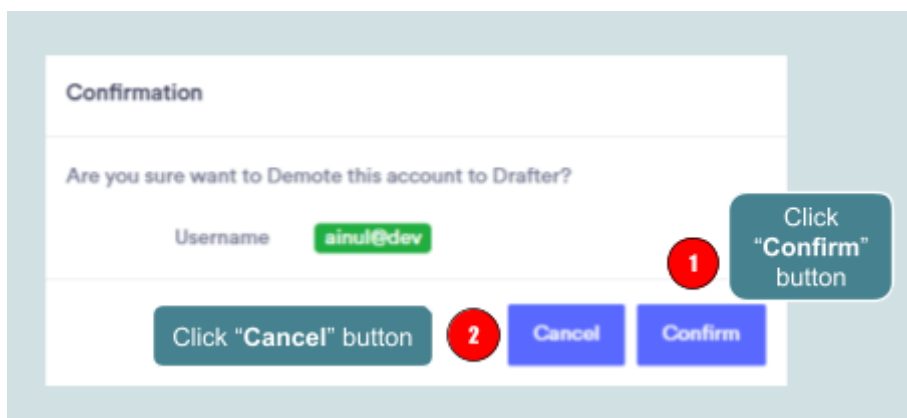 Confirmation
Are you sure want to Demote this account to Drafter?
Username ainul@dev
1
Click
“Confirm”
button
Click “Cancel” button
2
Cancel
Confirm